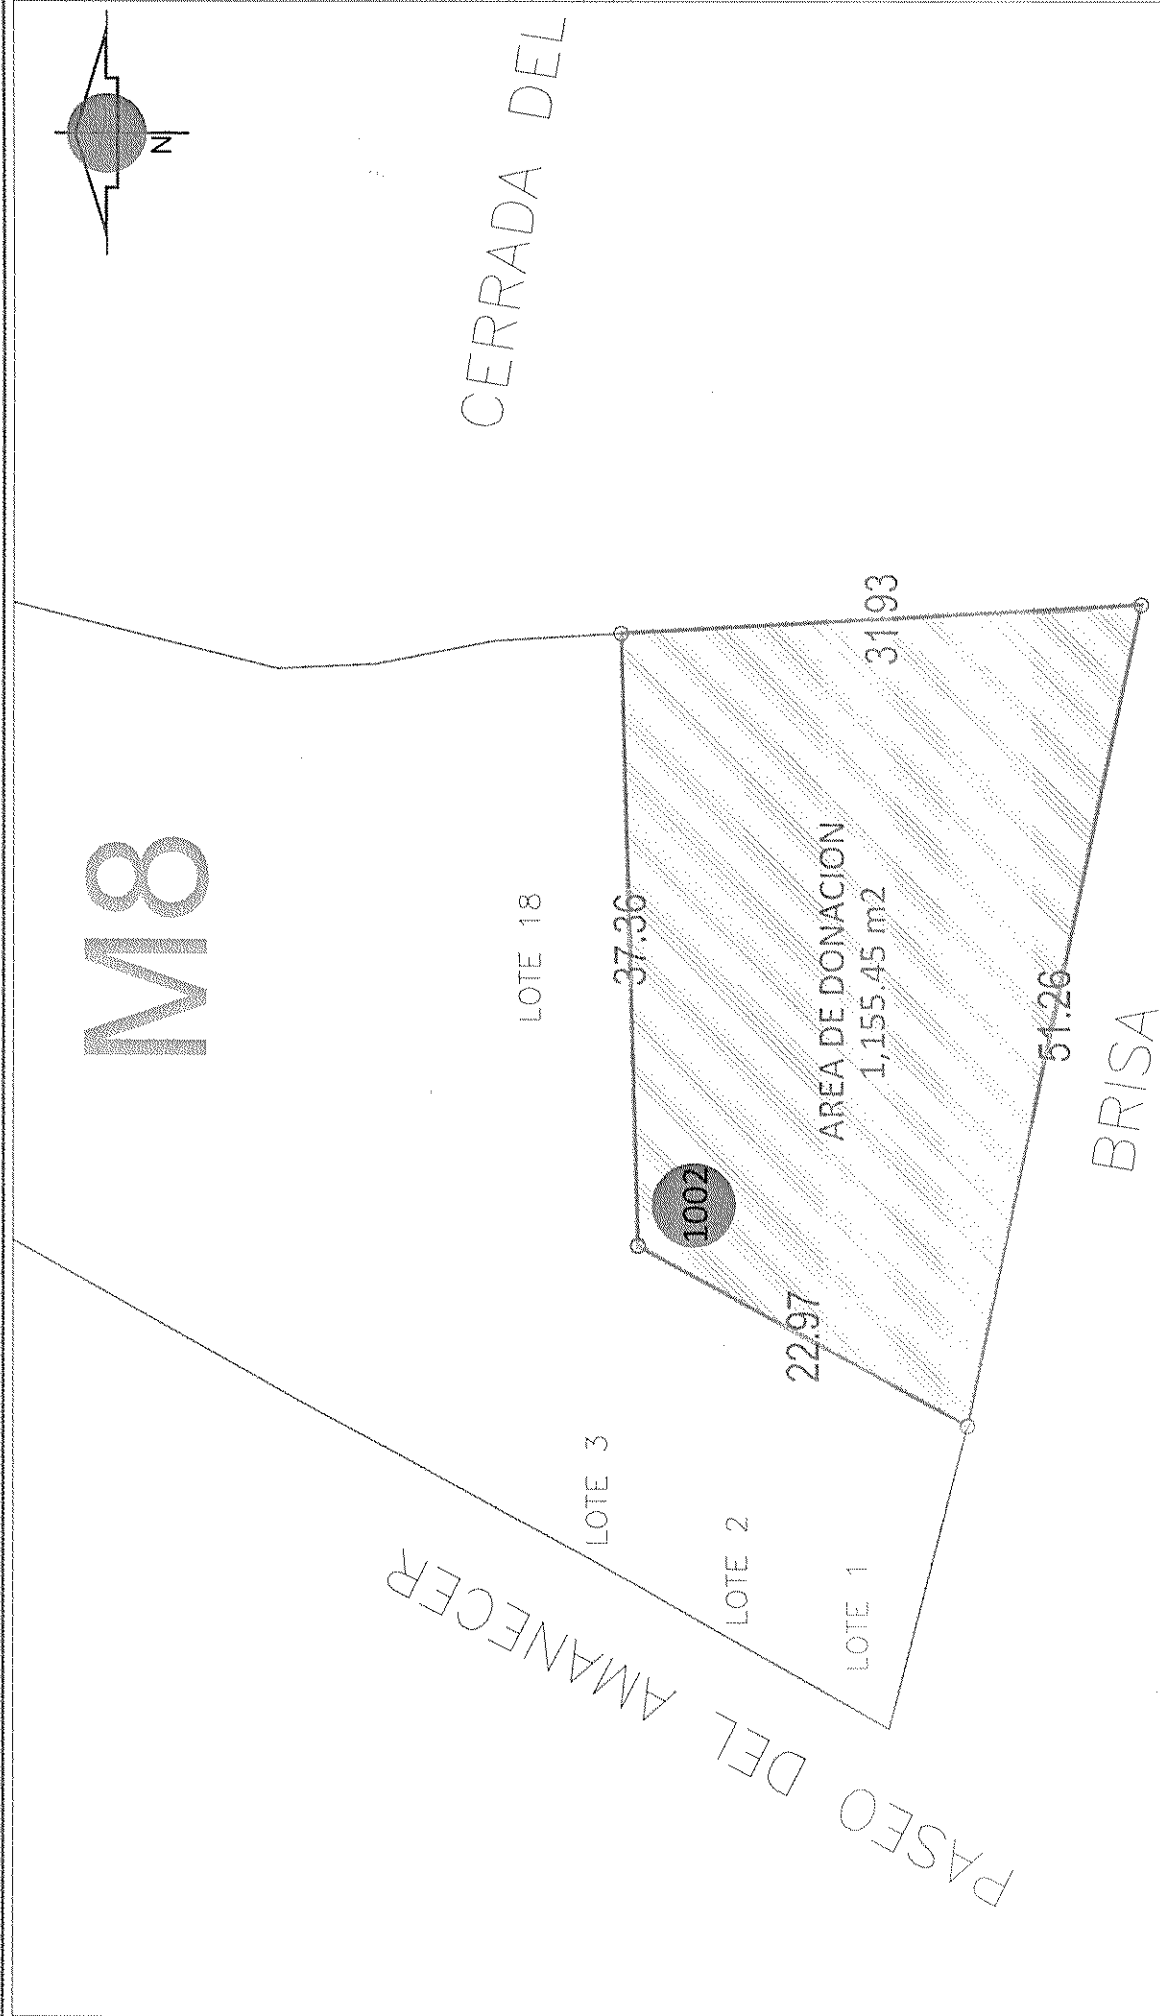 N
CERRADA DEL
M8
LOTE 18
37.36
31.93
1002
AREA DE DONACION
1,155.45 m2
22.97
51.26
LOTE 3
LOTE 2
LOTE 1
PASEO DEL AMANECER
BRISA